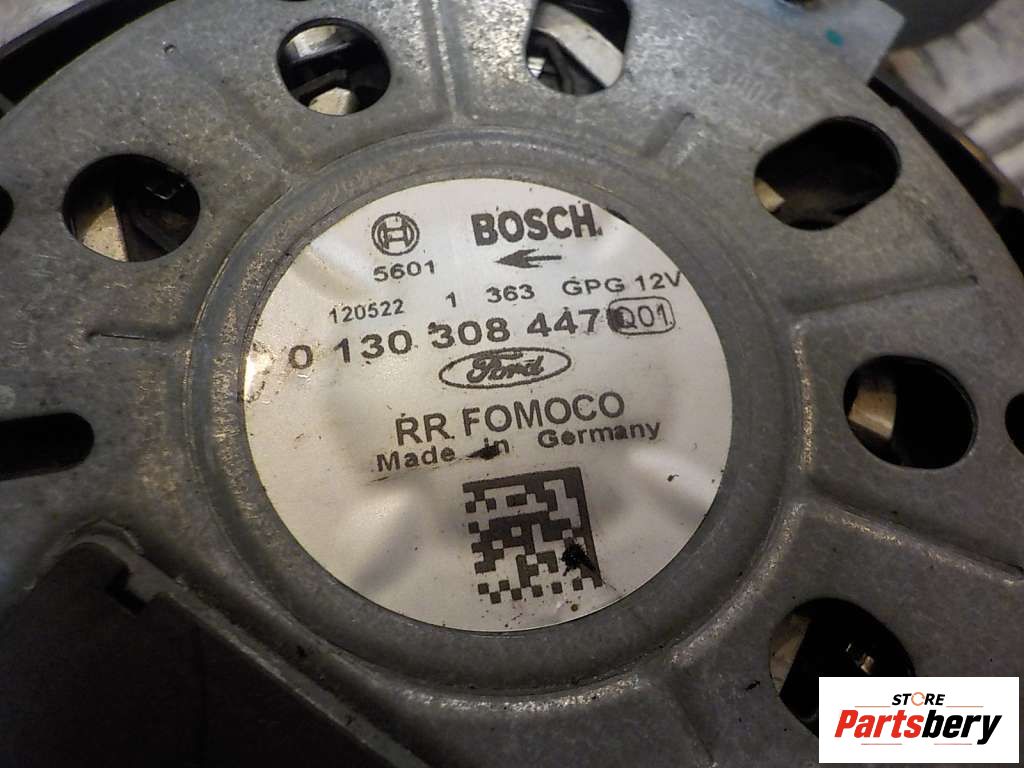 BOSCH
5601
120522 1 363 GPG 12V
0 130 308 447 Q01
Ford
RR FOMOCO
Made in Germany
STORE
Partsbery